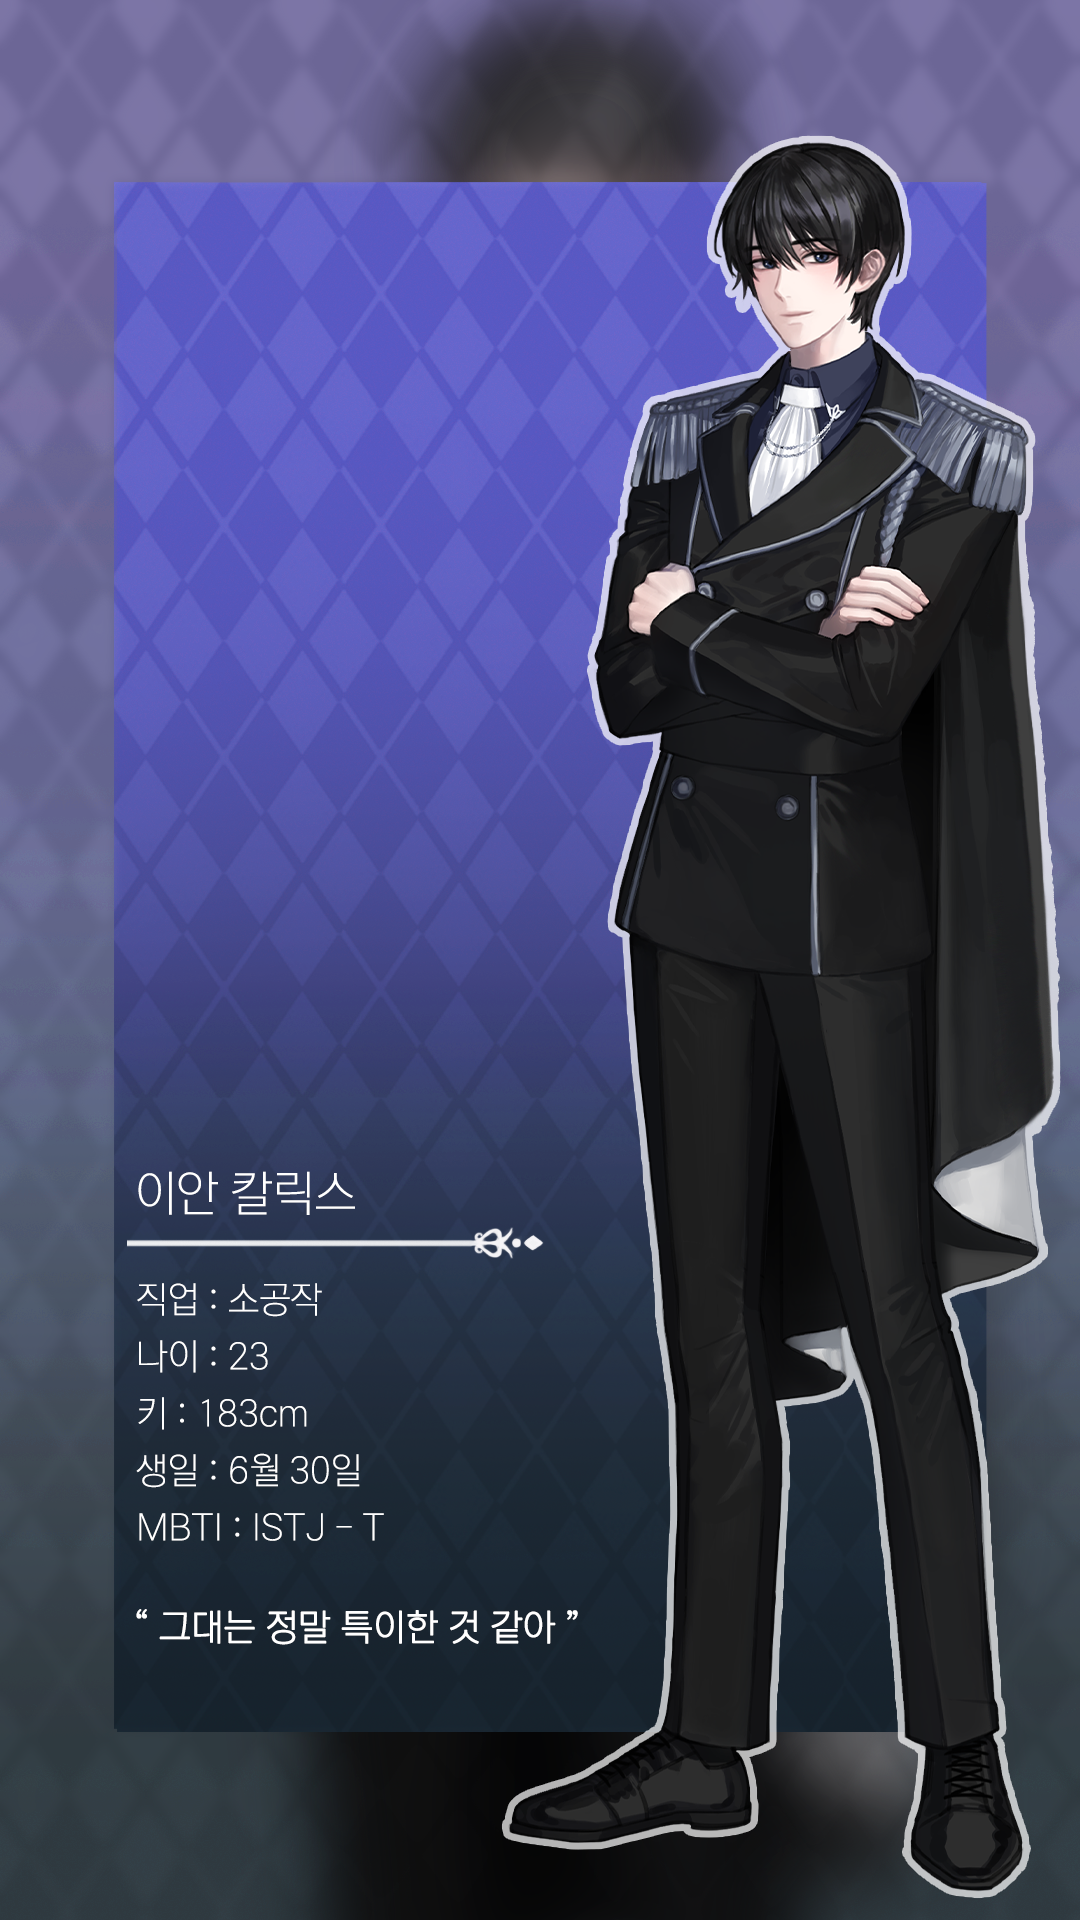 이안 칼릭스
직업 : 소공작
나이 : 23
키 : 183cm
생일 : 6월 30일
MBTI : ISTJ - T
“ 그대는 정말 특이한 것 같아 ”